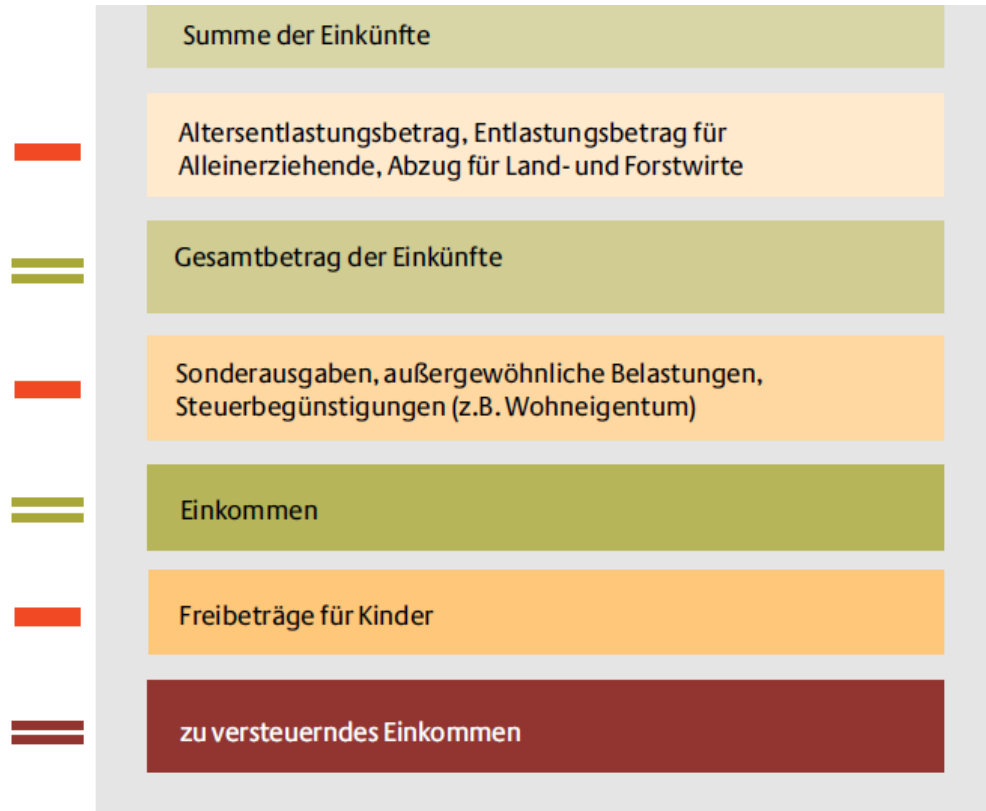 Summe der Einkünfte
Altersentlastungsbetrag, Entlastungsbetrag für
Alleinerziehende, Abzug für Land- und Forstwirte
Gesamtbetrag der Einkünfte
Sonderausgaben, außergewöhnliche Belastungen,
Steuerbegünstigungen (z.B. Wohneigentum)
Einkommen
Freibeträge für Kinder
zu versteuerndes Einkommen